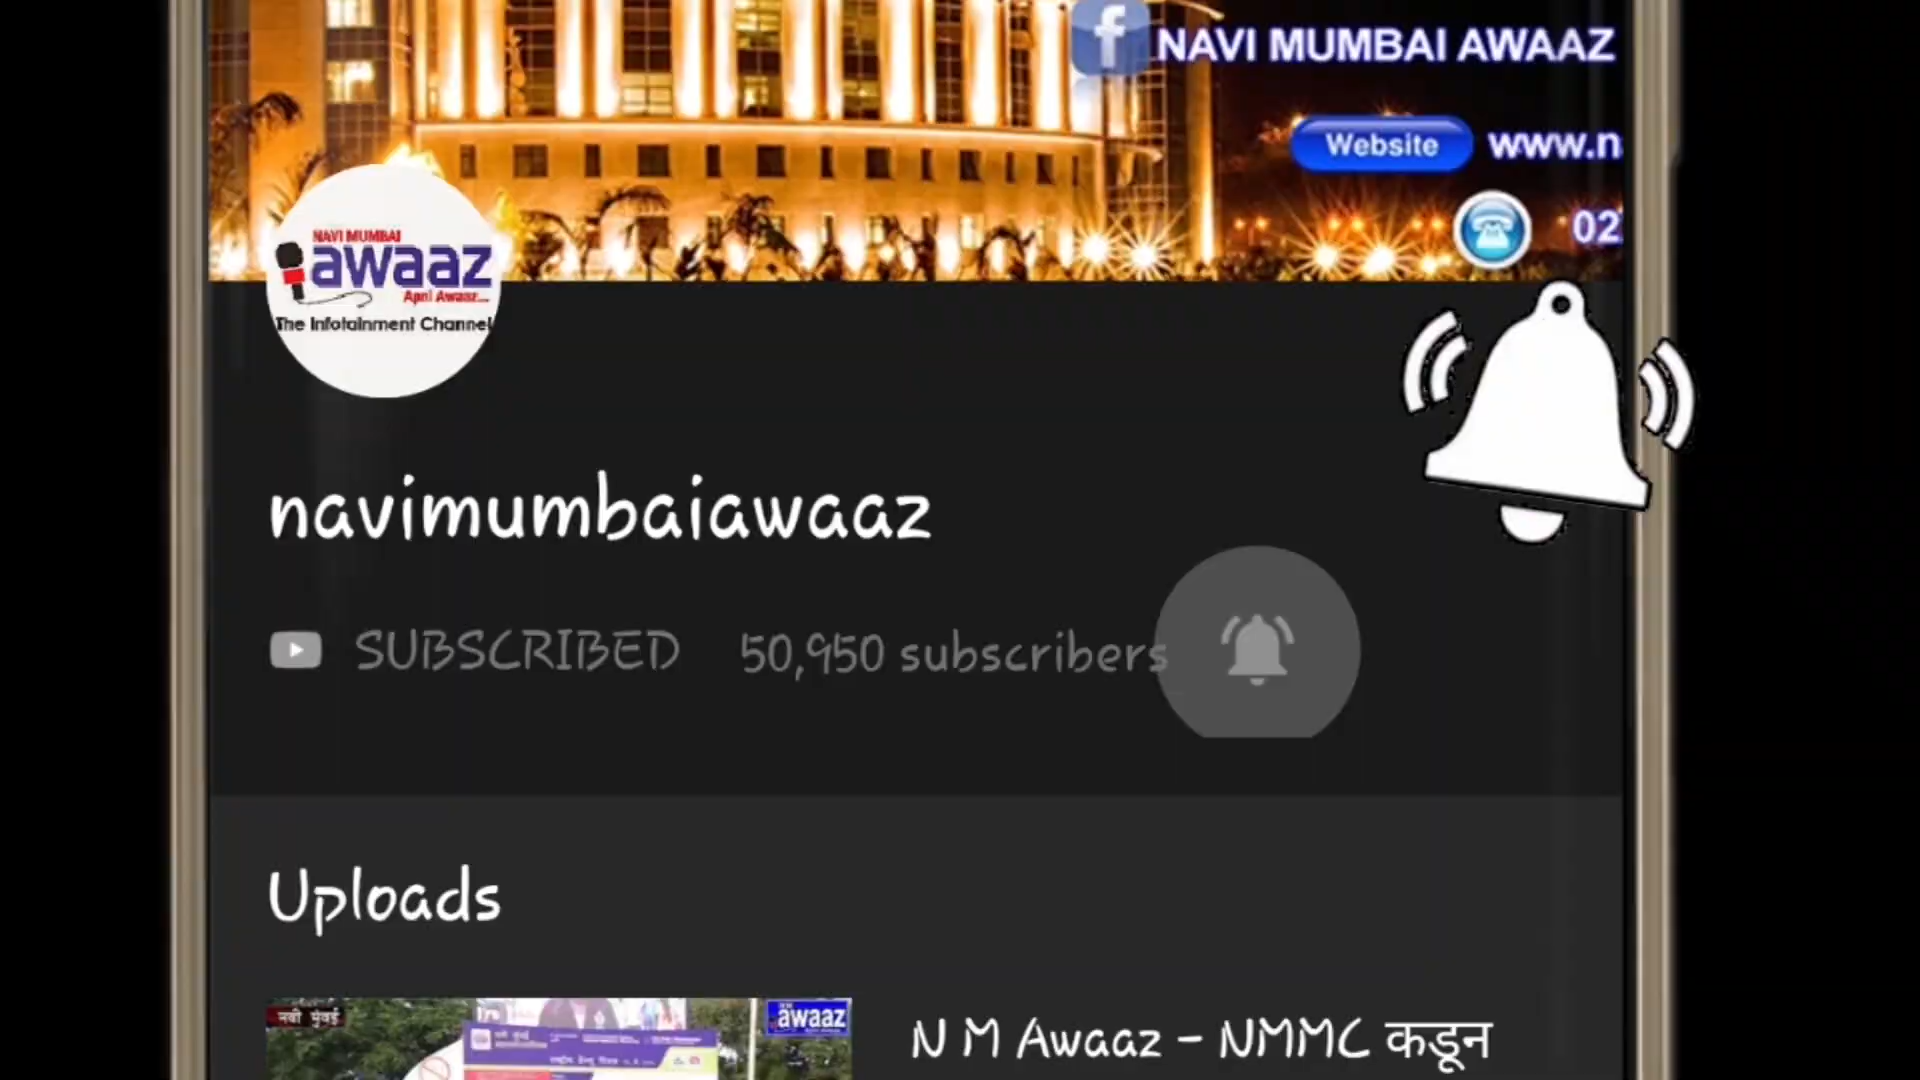 NAVI MUMBAI AWAAZ
Website www.n
02
NAVI MUMBAI
awaaz
Apni Awaaz...
The Infotainment Channel
navimumbaiawaaz
SUBSCRIBED 50,950 subscribers
Uploads
नवी मुंबई
awaaz
N M Awaaz - NMMC कडून